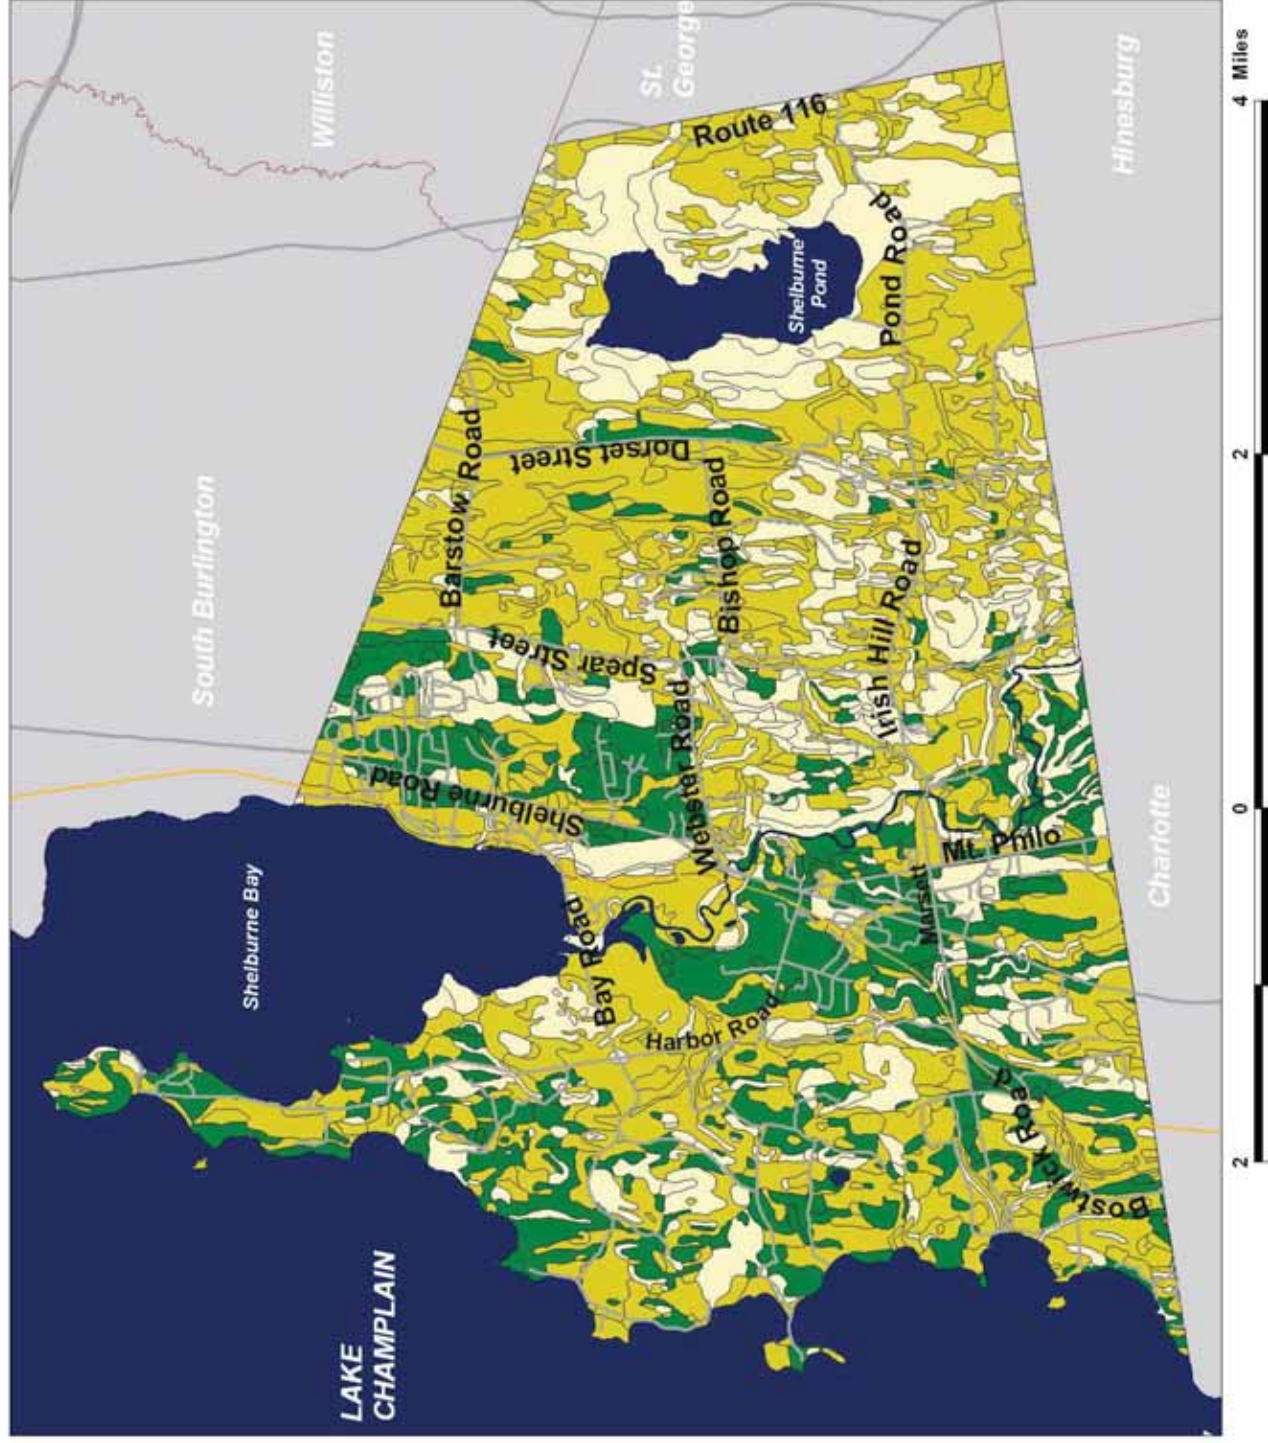 LAKE
CHAMPLAIN
Shelburne Bay
South Burlington
Williston
St.
George
Hinesburg
Charlotte
Shelburne
Pond
Route 116
Pond Road
Barstow Road
Dorset Street
Bishop Road
Irish Hill Road
Spear Street
Webster Road
Shelburne Road
Mt. Philo
Marsett
Bay Road
Harbor Road
Bostwick Road
2 0 2 4 Miles